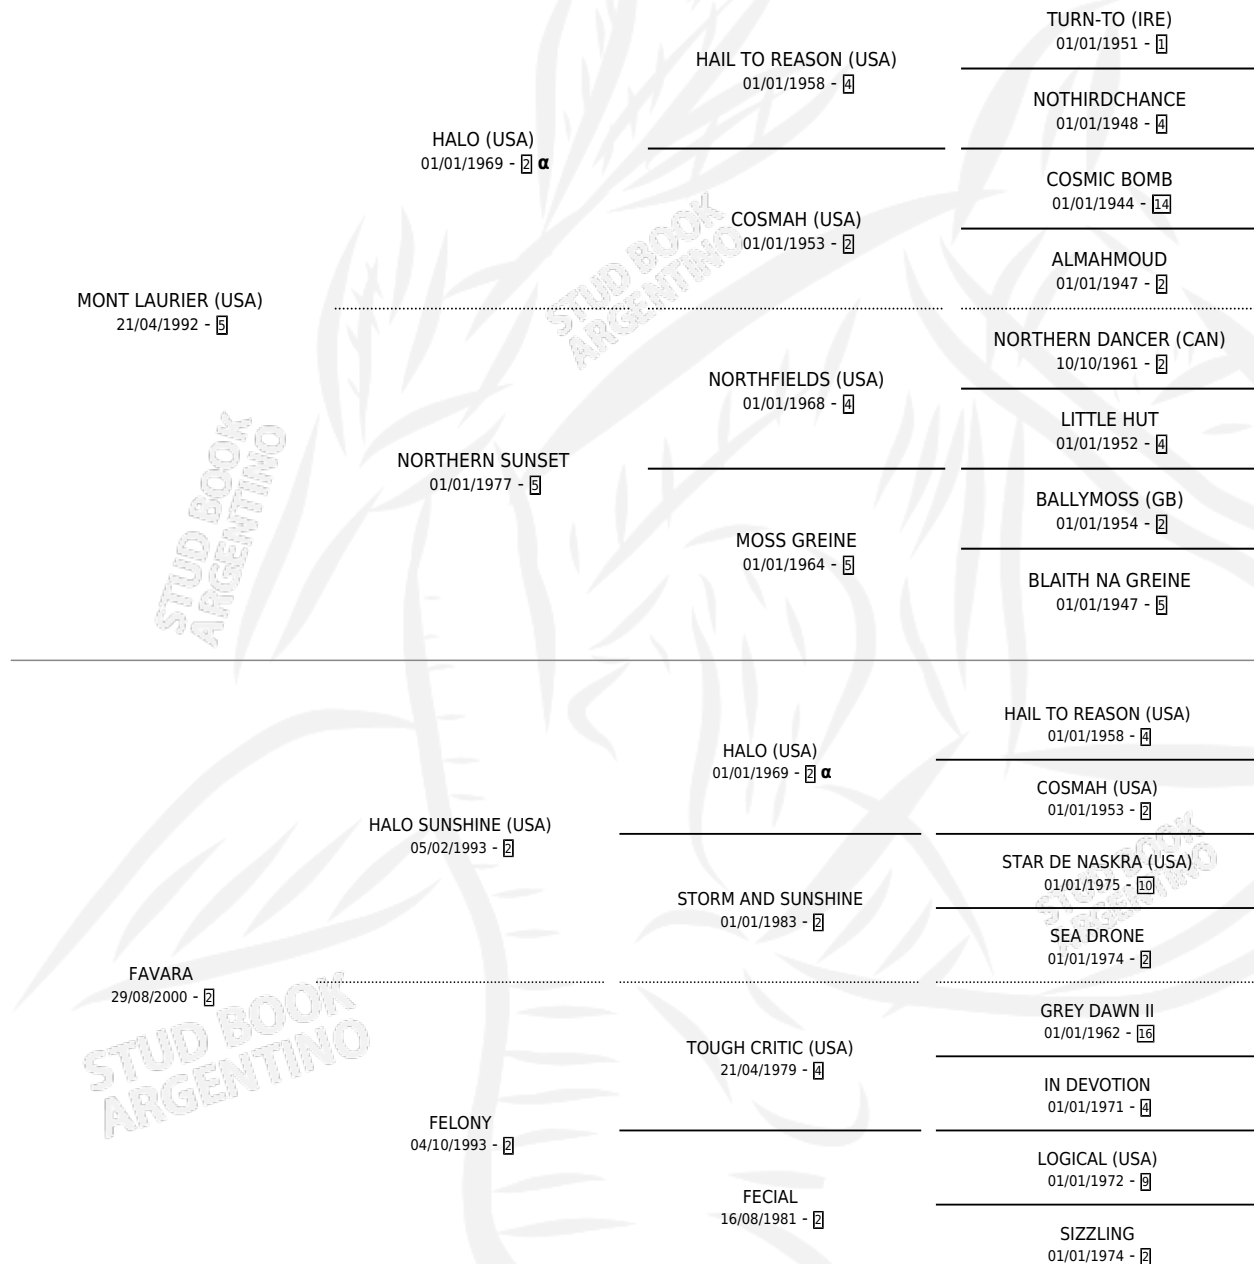 TURN-TO (IRE)
01/01/1951 - 1
HAIL TO REASON (USA)
01/01/1958 - 4
NOTHIRDCHANCE
01/01/1948 - 4
HALO (USA)
01/01/1969 - 2 α
COSMIC BOMB
01/01/1944 - 14
COSMAH (USA)
01/01/1953 - 2
ALMAHMOUD
01/01/1947 - 2
MONT LAURIER (USA)
21/04/1992 - 5
NORTHERN DANCER (CAN)
10/10/1961 - 2
NORTHFIELDS (USA)
01/01/1968 - 4
LITTLE HUT
01/01/1952 - 4
NORTHERN SUNSET
01/01/1977 - 5
BALLYMOSS (GB)
01/01/1954 - 2
MOSS GREINE
01/01/1964 - 5
BLAITH NA GREINE
01/01/1947 - 5
HAIL TO REASON (USA)
01/01/1958 - 4
HALO (USA)
01/01/1969 - 2 α
COSMAH (USA)
01/01/1953 - 2
HALO SUNSHINE (USA)
05/02/1993 - 2
STAR DE NASKRA (USA)
01/01/1975 - 10
STORM AND SUNSHINE
01/01/1983 - 2
SEA DRONE
01/01/1974 - 2
FAVARA
29/08/2000 - 2
GREY DAWN II
01/01/1962 - 16
TOUGH CRITIC (USA)
21/04/1979 - 4
IN DEVOTION
01/01/1971 - 4
FELONY
04/10/1993 - 2
LOGICAL (USA)
01/01/1972 - 9
FECIAL
16/08/1981 - 2
SIZZLING
01/01/1974 - 2
STUD BOOK
ARGENTINO
STUD BOOK
ARGENTINO
STUD BOOK
ARGENTINO
STUD BOOK
ARGENTINO